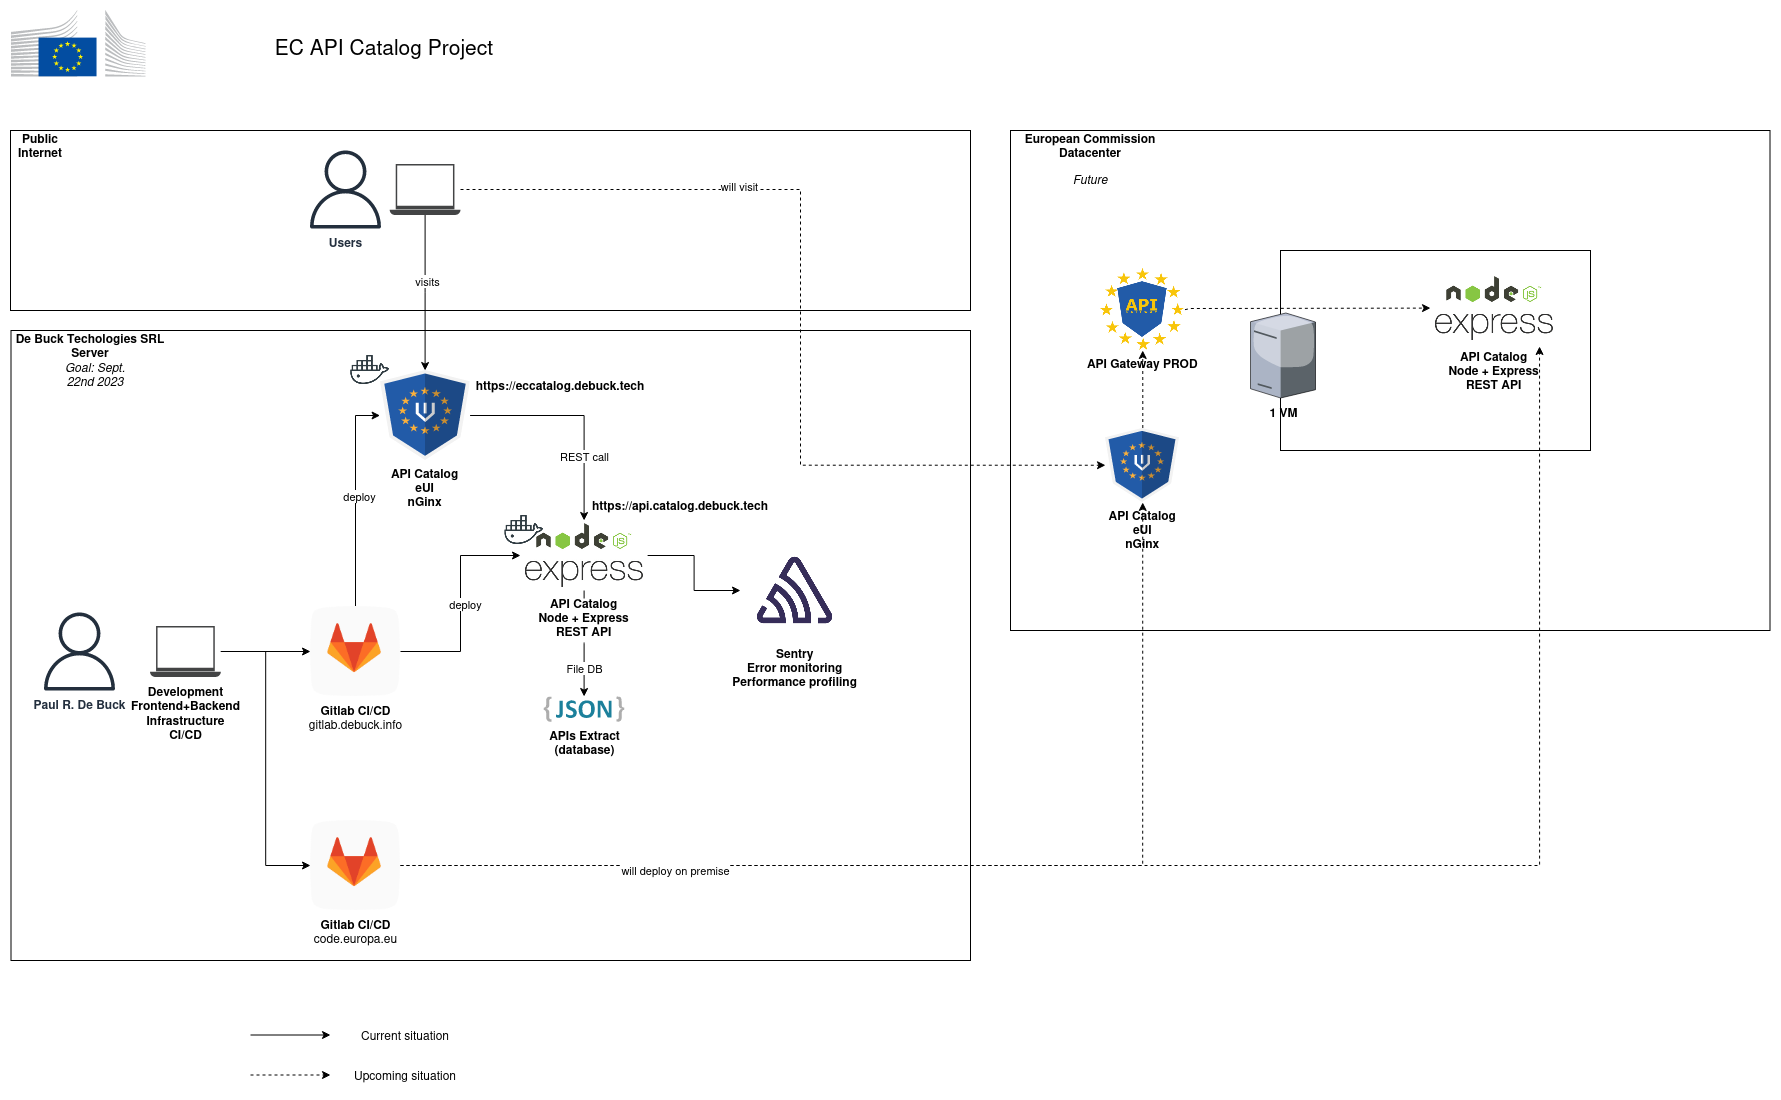 EC API Catalog Project
Public
Internet
Users
will visit
visits
European Commission
Datacenter
Future
API
API Gateway PROD
1 VM
node
JS
express
API Catalog
Node + Express
REST API
API Catalog
eUI
nGinx
De Buck Techologies SRL
Server
Goal: Sept.
22nd 2023
https://eccatalog.debuck.tech
API Catalog
eUI
nGinx
REST call
deploy
https://api.catalog.debuck.tech
node
JS
express
deploy
API Catalog
Node + Express
REST API
File DB
{JSON}
APIs Extract
(database)
Sentry
Error monitoring
Performance profiling
Paul R. De Buck
Development
Frontend+Backend
Infrastructure
CI/CD
Gitlab CI/CD
gitlab.debuck.info
will deploy on premise
Gitlab CI/CD
code.europa.eu
Current situation
Upcoming situation